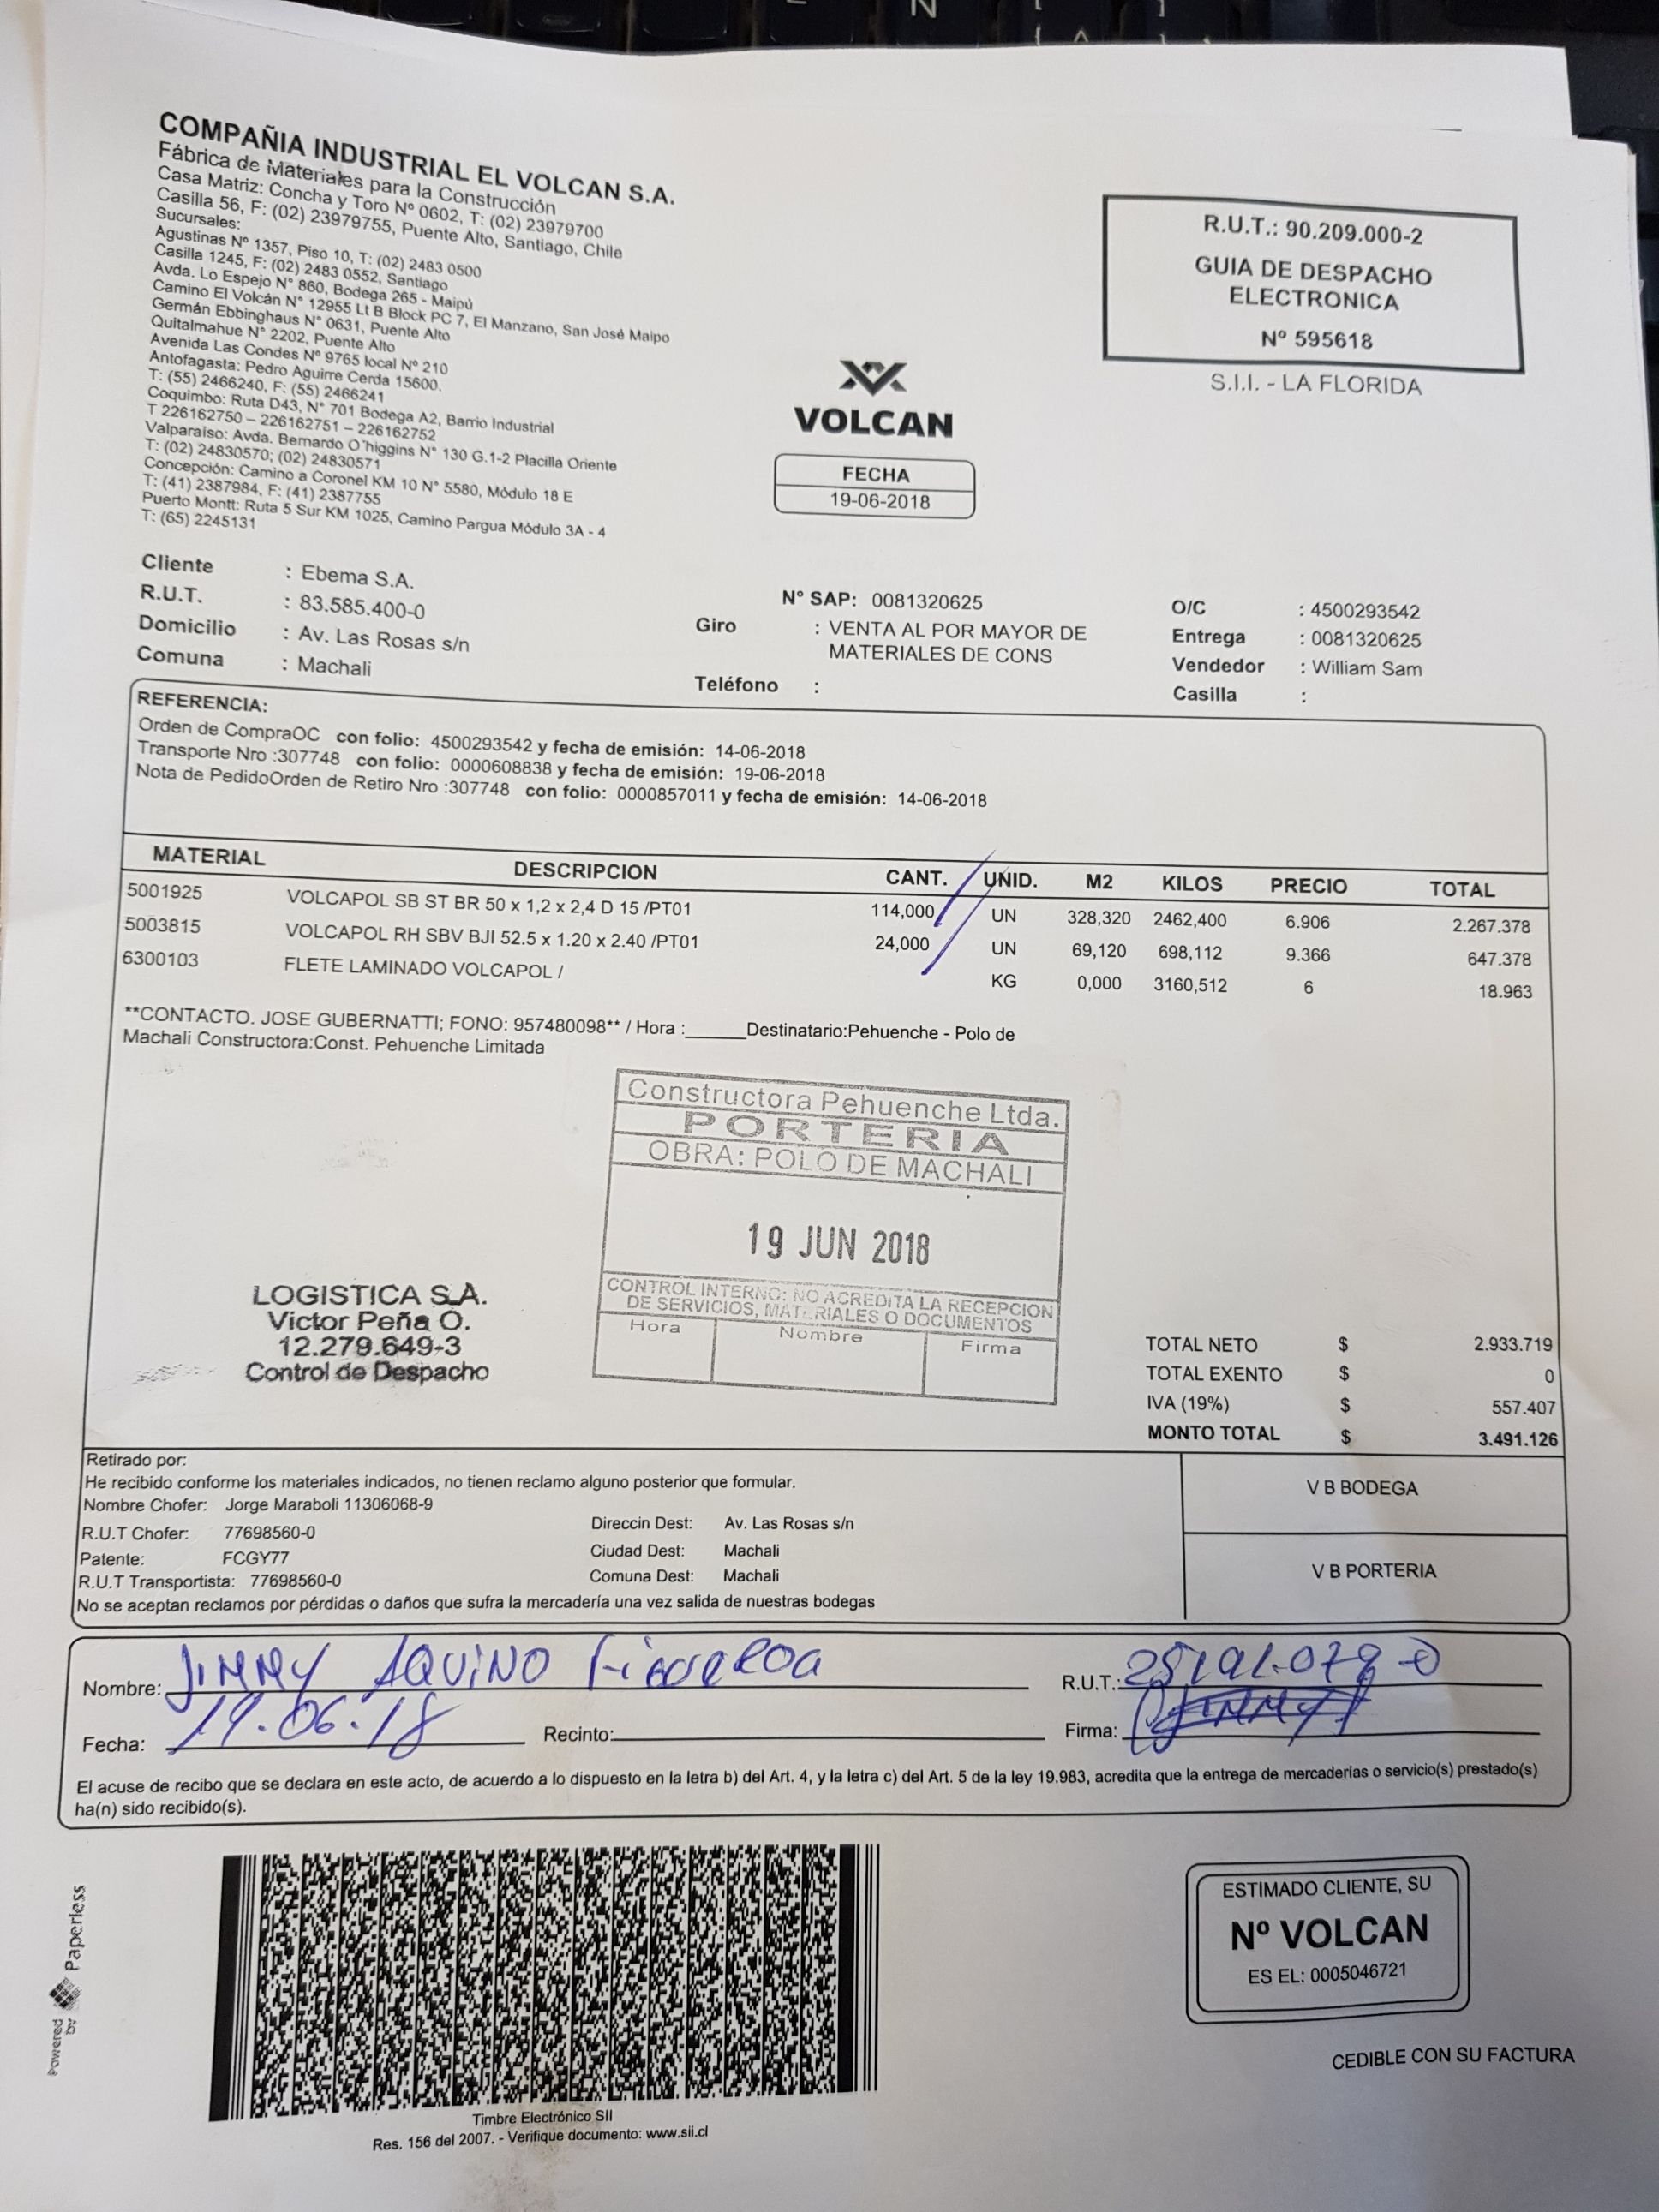 COMPAÑIA INDUSTRIAL EL VOLCAN S.A.
Fábrica de Materiales para la Construcción
Casa Matriz: Concha y Toro Nº 0602, T: (02) 23979700
Casilla 56, F: (02) 23979755, Puente Alto, Santiago, Chile
Sucursales:
Agustinas Nº 1357, Piso 10, T: (02) 2483 0500
Casilla 1245, F: (02) 2483 0552, Santiago
Avda. Lo Espejo N° 860, Bodega 265 - Maipú
Camino El Volcán N° 12955 Lt B Block PC 7, El Manzano, San José Maipo
Germán Ebbinghaus N° 0631, Puente Alto
Quitalmahue N° 2202, Puente Alto
Avenida Las Condes Nº 9765 local Nº 210
Antofagasta: Pedro Aguirre Cerda 15600.
T: (55) 2466240, F: (55) 2466241
Coquimbo: Ruta D43, N° 701 Bodega A2, Barrio Industrial
T 226162750 – 226162751 – 226162752
Valparaiso: Avda. Bernardo O´higgins N° 130 G.1-2 Placilla Oriente
T: (02) 24830570; (02) 24830571
Concepción: Camino a Coronel KM 10 N° 5580, Módulo 18 E
T: (41) 2387984, F: (41) 2387755
Puerto Montt: Ruta 5 Sur KM 1025, Camino Pargua Módulo 3A - 4
T: (65) 2245131
R.U.T.: 90.209.000-2
GUIA DE DESPACHO
ELECTRONICA
Nº 595618
S.I.I. - LA FLORIDA
VOLCAN
FECHA
19-06-2018
Cliente : Ebema S.A.
R.U.T. : 83.585.400-0
Domicilio : Av. Las Rosas s/n
Comuna : Machali
N° SAP: 0081320625
Giro : VENTA AL POR MAYOR DE
MATERIALES DE CONS
Teléfono :
O/C : 4500293542
Entrega : 0081320625
Vendedor : William Sam
Casilla :
REFERENCIA:
Orden de CompraOC con folio: 4500293542 y fecha de emisión: 14-06-2018
Transporte Nro :307748 con folio: 0000608838 y fecha de emisión: 19-06-2018
Nota de PedidoOrden de Retiro Nro :307748 con folio: 0000857011 y fecha de emisión: 14-06-2018
MATERIAL DESCRIPCION CANT. UNID. M2 KILOS PRECIO TOTAL
5001925 VOLCAPOL SB ST BR 50 x 1,2 x 2,4 D 15 /PT01 114,000 UN 328,320 2462,400 6.906 2.267.378
5003815 VOLCAPOL RH SBV BJI 52.5 x 1.20 x 2.40 /PT01 24,000 UN 69,120 698,112 9.366 647.378
6300103 FLETE LAMINADO VOLCAPOL / KG 0,000 3160,512 6 18.963
**CONTACTO. JOSE GUBERNATTI; FONO: 957480098** / Hora :______Destinatario:Pehuenche - Polo de
Machali Constructora:Const. Pehuenche Limitada
Constructora Pehuenche Ltda.
PORTERIA
OBRA: POLO DE MACHALI
19 JUN 2018
CONTROL INTERNO: NO ACREDITA LA RECEPCION
DE SERVICIOS, MATERIALES O DOCUMENTOS
Hora Nombre Firma
LOGISTICA S.A.
Victor Peña O.
12.279.649-3
Control de Despacho
TOTAL NETO $ 2.933.719
TOTAL EXENTO $ 0
IVA (19%) $ 557.407
MONTO TOTAL $ 3.491.126
Retirado por:
He recibido conforme los materiales indicados, no tienen reclamo alguno posterior que formular.
Nombre Chofer: Jorge Maraboli 11306068-9
R.U.T Chofer: 77698560-0
Patente: FCGY77
R.U.T Transportista: 77698560-0
Direccin Dest: Av. Las Rosas s/n
Ciudad Dest: Machali
Comuna Dest: Machali
No se aceptan reclamos por pérdidas o daños que sufra la mercadería una vez salida de nuestras bodegas
V B BODEGA
V B PORTERIA
Nombre: JIMMY AQUINO FIGUEROA
R.U.T.:
Fecha: 19.06.18 Recinto:
Firma: JIMMY
El acuse de recibo que se declara en este acto, de acuerdo a lo dispuesto en la letra b) del Art. 4, y la letra c) del Art. 5 de la ley 19.983, acredita que la entrega de mercaderías o servicio(s) prestado(s)
ha(n) sido recibido(s).
Powered by Paperless
Timbre Electrónico SII
Res. 156 del 2007. - Verifique documento: www.sii.cl
ESTIMADO CLIENTE, SU
Nº VOLCAN
ES EL: 0005046721
CEDIBLE CON SU FACTURA